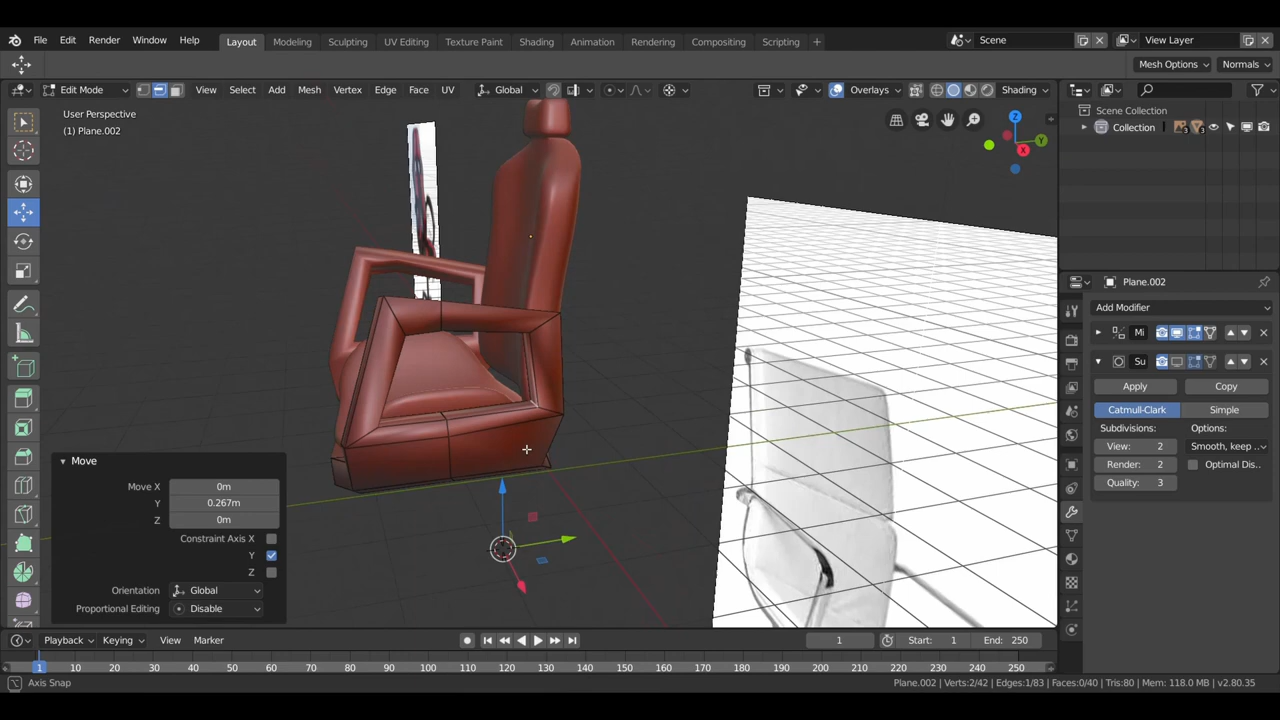 File Edit Render Window Help Layout Modeling Sculpting UV Editing Texture Paint Shading Animation Rendering Compositing Scripting + Scene View Layer
Mesh Options Normals
Edit Mode View Select Add Mesh Vertex Edge Face UV Global Overlays Shading
User Perspective
(1) Plane.002
Z
Y
X
Scene Collection
Collection
3
3
Plane.002
Add Modifier
Mi
Su
Apply Copy
Catmull-Clark Simple
Subdivisions: Options:
View: 2 Smooth, keep ..
Render: 2 Optimal Dis..
Quality: 3
Move
Move X 0m
Y 0.267m
Z 0m
Constraint Axis X
Y
Z
Orientation Global
Proportional Editing Disable
Playback Keying View Marker 1 Start: 1 End: 250
1 10 20 30 40 50 60 70 80 90 100 110 120 130 140 150 160 170 180 190 200 210 220 230 240 250
Axis Snap Plane.002 | Verts:2/42 | Edges:1/83 | Faces:0/40 | Tris:80 | Mem: 118.0 MB | v2.80.35